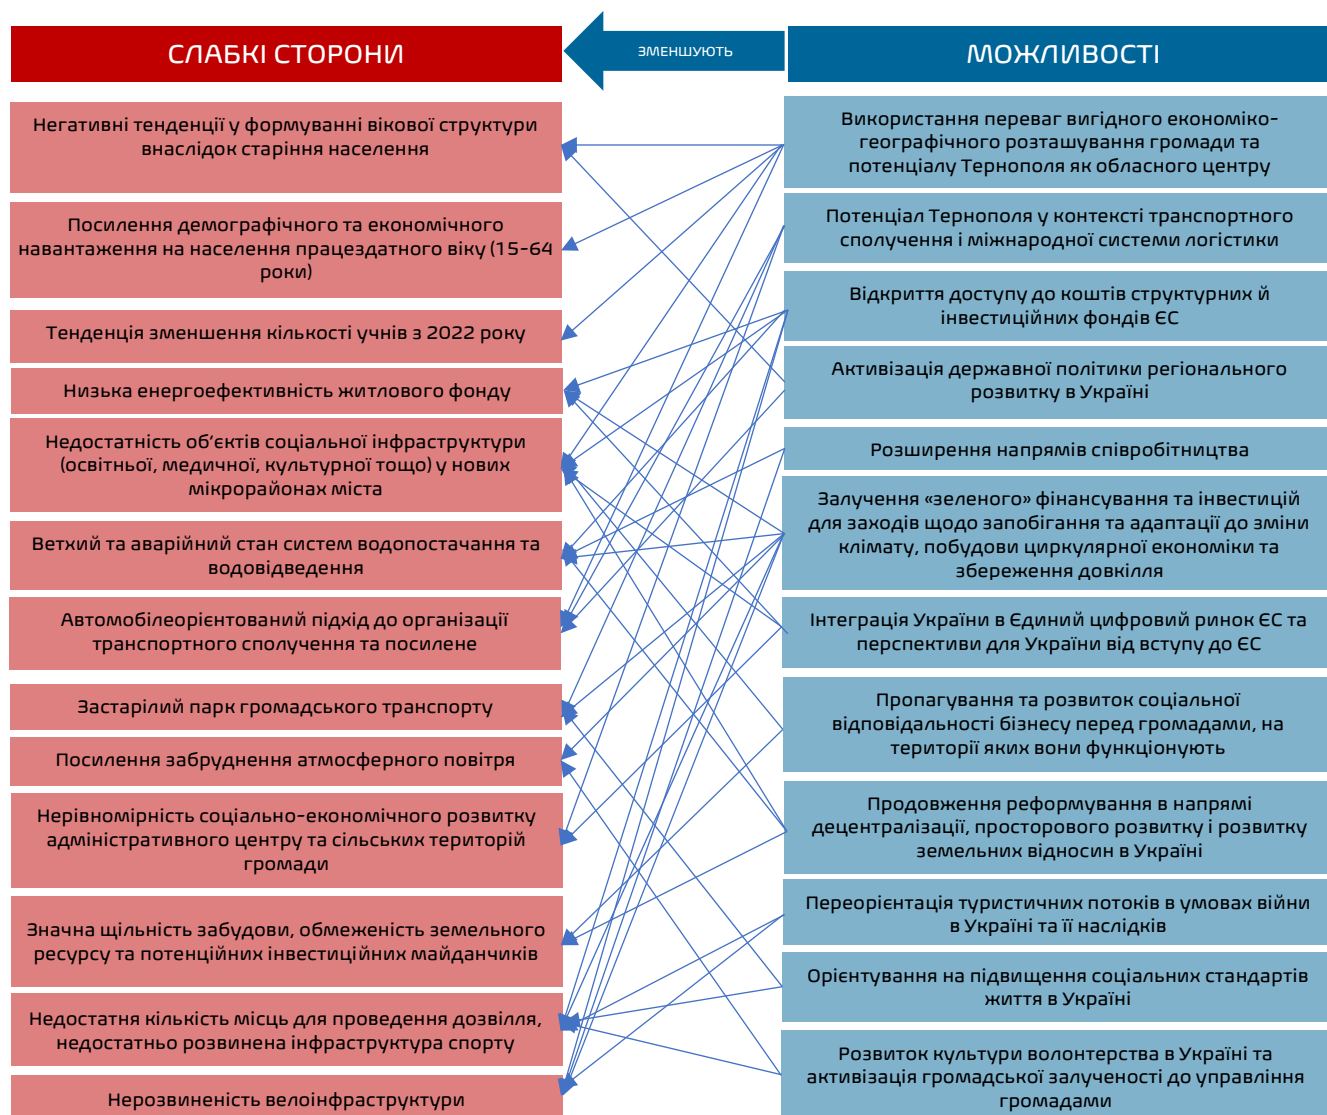 СЛАБКІ СТОРОНИ
ЗМЕНШУЮТЬ
МОЖЛИВОСТІ
Негативні тенденції у формуванні вікової структури
внаслідок старіння населення
Посилення демографічного та економічного
навантаження на населення працездатного віку (15-64
роки)
Тенденція зменшення кількості учнів з 2022 року
Низька енергоефективність житлового фонду
Недостатність об’єктів соціальної інфраструктури
(освітньої, медичної, культурної тощо) у нових
мікрорайонах міста
Ветхий та аварійний стан систем водопостачання та
водовідведення
Автомобілеорієнтований підхід до організації
транспортного сполучення та посилене
Застарілий парк громадського транспорту
Посилення забруднення атмосферного повітря
Нерівномірність соціально-економічного розвитку
адміністративного центру та сільських територій
громади
Значна щільність забудови, обмеженість земельного
ресурсу та потенційних інвестиційних майданчиків
Недостатня кількість місць для проведення дозвілля,
недостатньо розвинена інфраструктура спорту
Нерозвиненість велоінфраструктури
Використання переваг вигідного економіко-
географічного розташування громади та
потенціалу Тернополя як обласного центру
Потенціал Тернополя у контексті транспортного
сполучення і міжнародної системи логістики
Відкриття доступу до коштів структурних й
інвестиційних фондів ЄС
Активізація державної політики регіонального
розвитку в Україні
Розширення напрямів співробітництва
Залучення «зеленого» фінансування та інвестицій
для заходів щодо запобігання та адаптації до зміни
клімату, побудови циркулярної економіки та
збереження довкілля
Інтеграція України в Єдиний цифровий ринок ЄС та
перспективи для України від вступу до ЄС
Пропагування та розвиток соціальної
відповідальності бізнесу перед громадами, на
території яких вони функціонують
Продовження реформування в напрямі
децентралізації, просторового розвитку і розвитку
земельних відносин в Україні
Переорієнтація туристичних потоків в умовах війни
в Україні та її наслідків
Орієнтування на підвищення соціальних стандартів
життя в Україні
Розвиток культури волонтерства в Україні та
активізація громадської залученості до управління
громадами